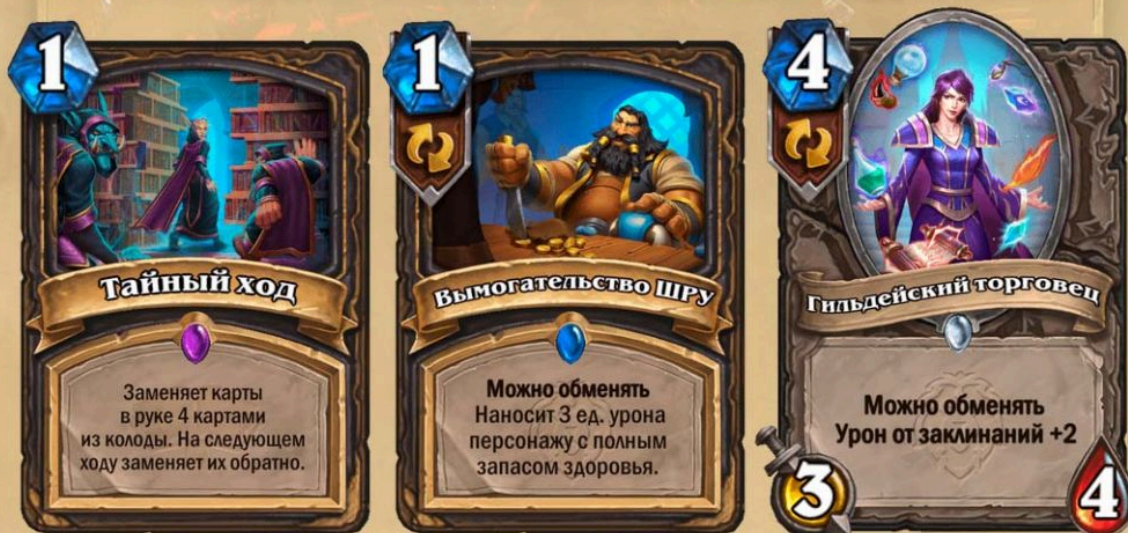 1
Тайный ход
Заменяет карты
в руке 4 картами
из колоды. На следующем
ходу заменяет их обратно.
1
Вымогательство ШРУ
Можно обменять
Наносит 3 ед. урона
персонажу с полным
запасом здоровья.
4
Гильдейский торговец
Можно обменять
Урон от заклинаний +2
3
4